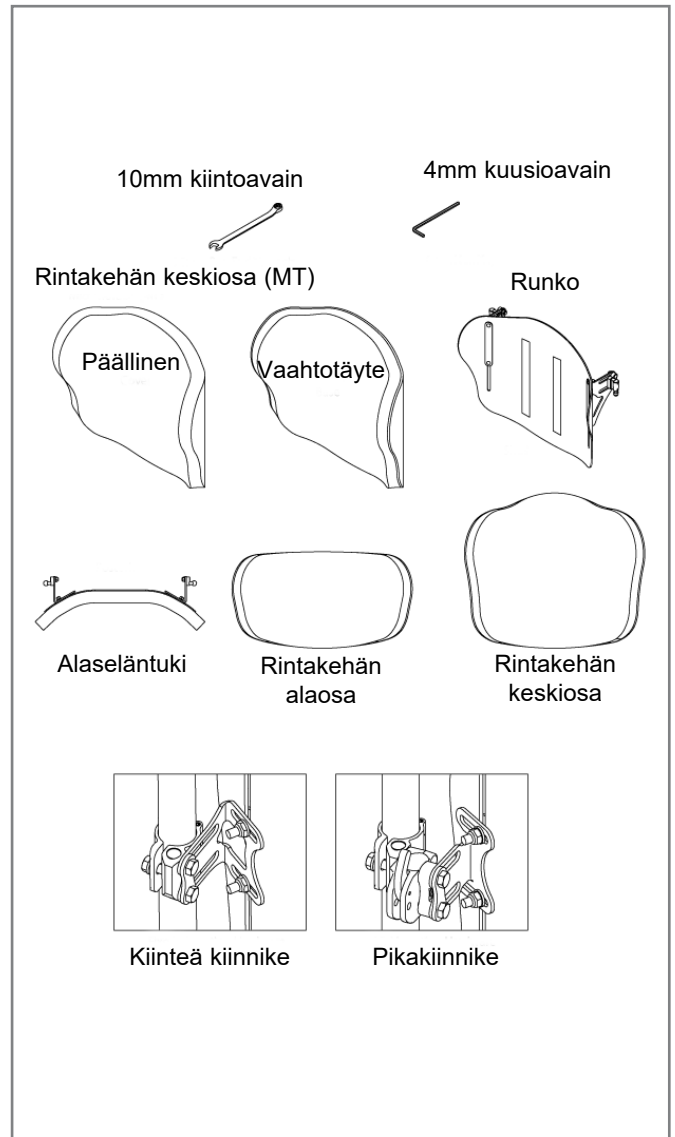 10mm kiintoavain
4mm kuusioavain
Rintakehän keskiosa (MT)
Runko
Päällinen
Vaahtotäyte
Alaseläntuki
Rintakehän
alaosa
Rintakehän
keskiosa
Kiinteä kiinnike
Pikakiinnike